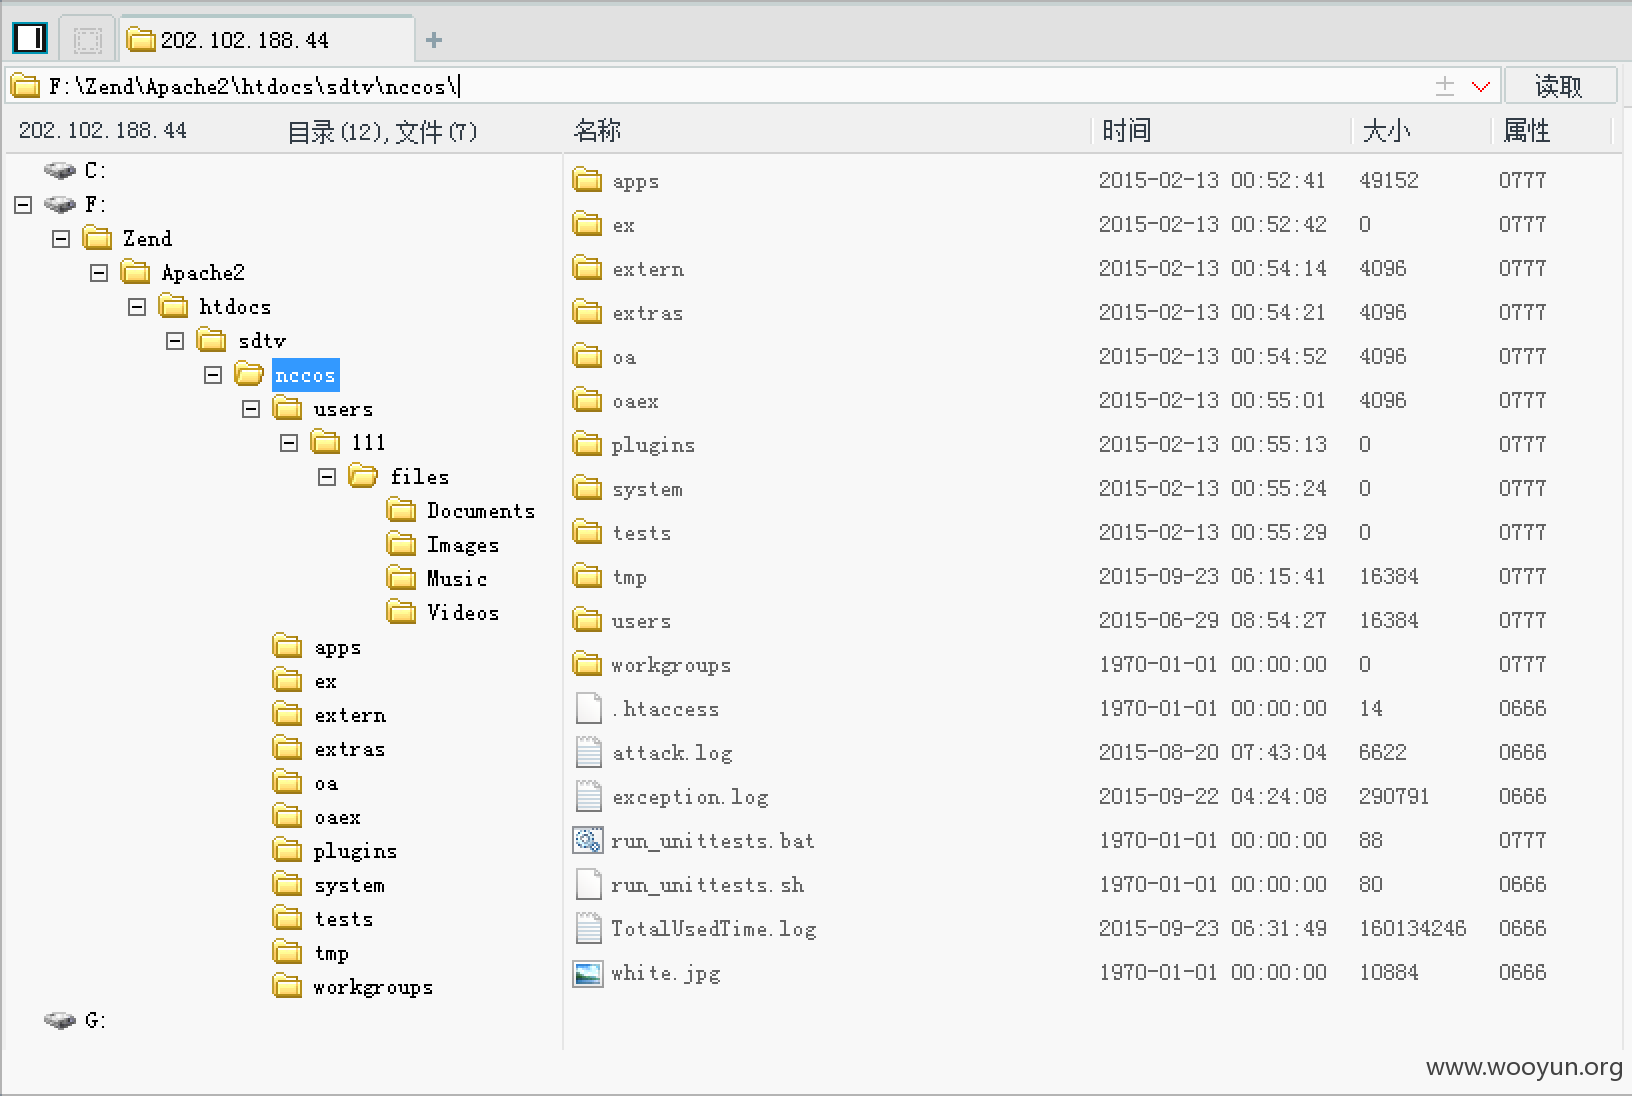 202.102.188.44
F:\Zend\Apache2\htdocs\sdtv\nccos\
读取
202.102.188.44 目录(12),文件(7)
名称 时间 大小 属性
C:
F:
Zend
Apache2
htdocs
sdtv
nccos
users
111
files
Documents
Images
Music
Videos
apps
ex
extern
extras
oa
oaex
plugins
system
tests
tmp
workgroups
G:
apps 2015-02-13 00:52:41 49152 0777
ex 2015-02-13 00:52:42 0 0777
extern 2015-02-13 00:54:14 4096 0777
extras 2015-02-13 00:54:21 4096 0777
oa 2015-02-13 00:54:52 4096 0777
oaex 2015-02-13 00:55:01 4096 0777
plugins 2015-02-13 00:55:13 0 0777
system 2015-02-13 00:55:24 0 0777
tests 2015-02-13 00:55:29 0 0777
tmp 2015-09-23 06:15:41 16384 0777
users 2015-06-29 08:54:27 16384 0777
workgroups 1970-01-01 00:00:00 0 0777
.htaccess 1970-01-01 00:00:00 14 0666
attack.log 2015-08-20 07:43:04 6622 0666
exception.log 2015-09-22 04:24:08 290791 0666
run_unittests.bat 1970-01-01 00:00:00 88 0777
run_unittests.sh 1970-01-01 00:00:00 80 0666
TotalUsedTime.log 2015-09-23 06:31:49 160134246 0666
white.jpg 1970-01-01 00:00:00 10884 0666
www.wooyun.org